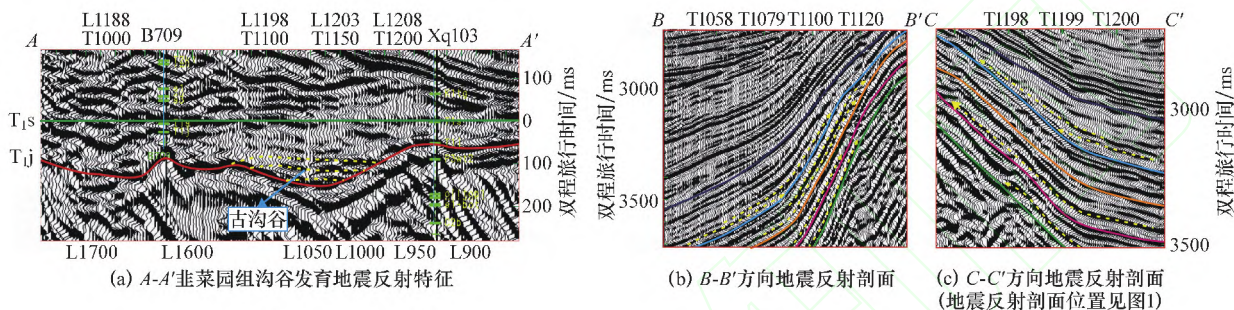 L1188 L1198 L1203 L1208
A T1000 B709 T1100 T1150 T1200 Xq103 A′
100
T₁s 0
T₁j 100
200
双程旅行时间/ms
古沟谷
L1700 L1600 L1050 L1000 L950 L900
(a) A-A′韭菜园组沟谷发育地震反射特征
B T1058 T1079 T1100 T1120 B′
3000
3500
双程旅行时间/ms
(b) B-B′方向地震反射剖面
C T1198 T1199 T1200 C′
3000
3500
双程旅行时间/ms
(c) C-C′方向地震反射剖面
(地震反射剖面位置见图1)